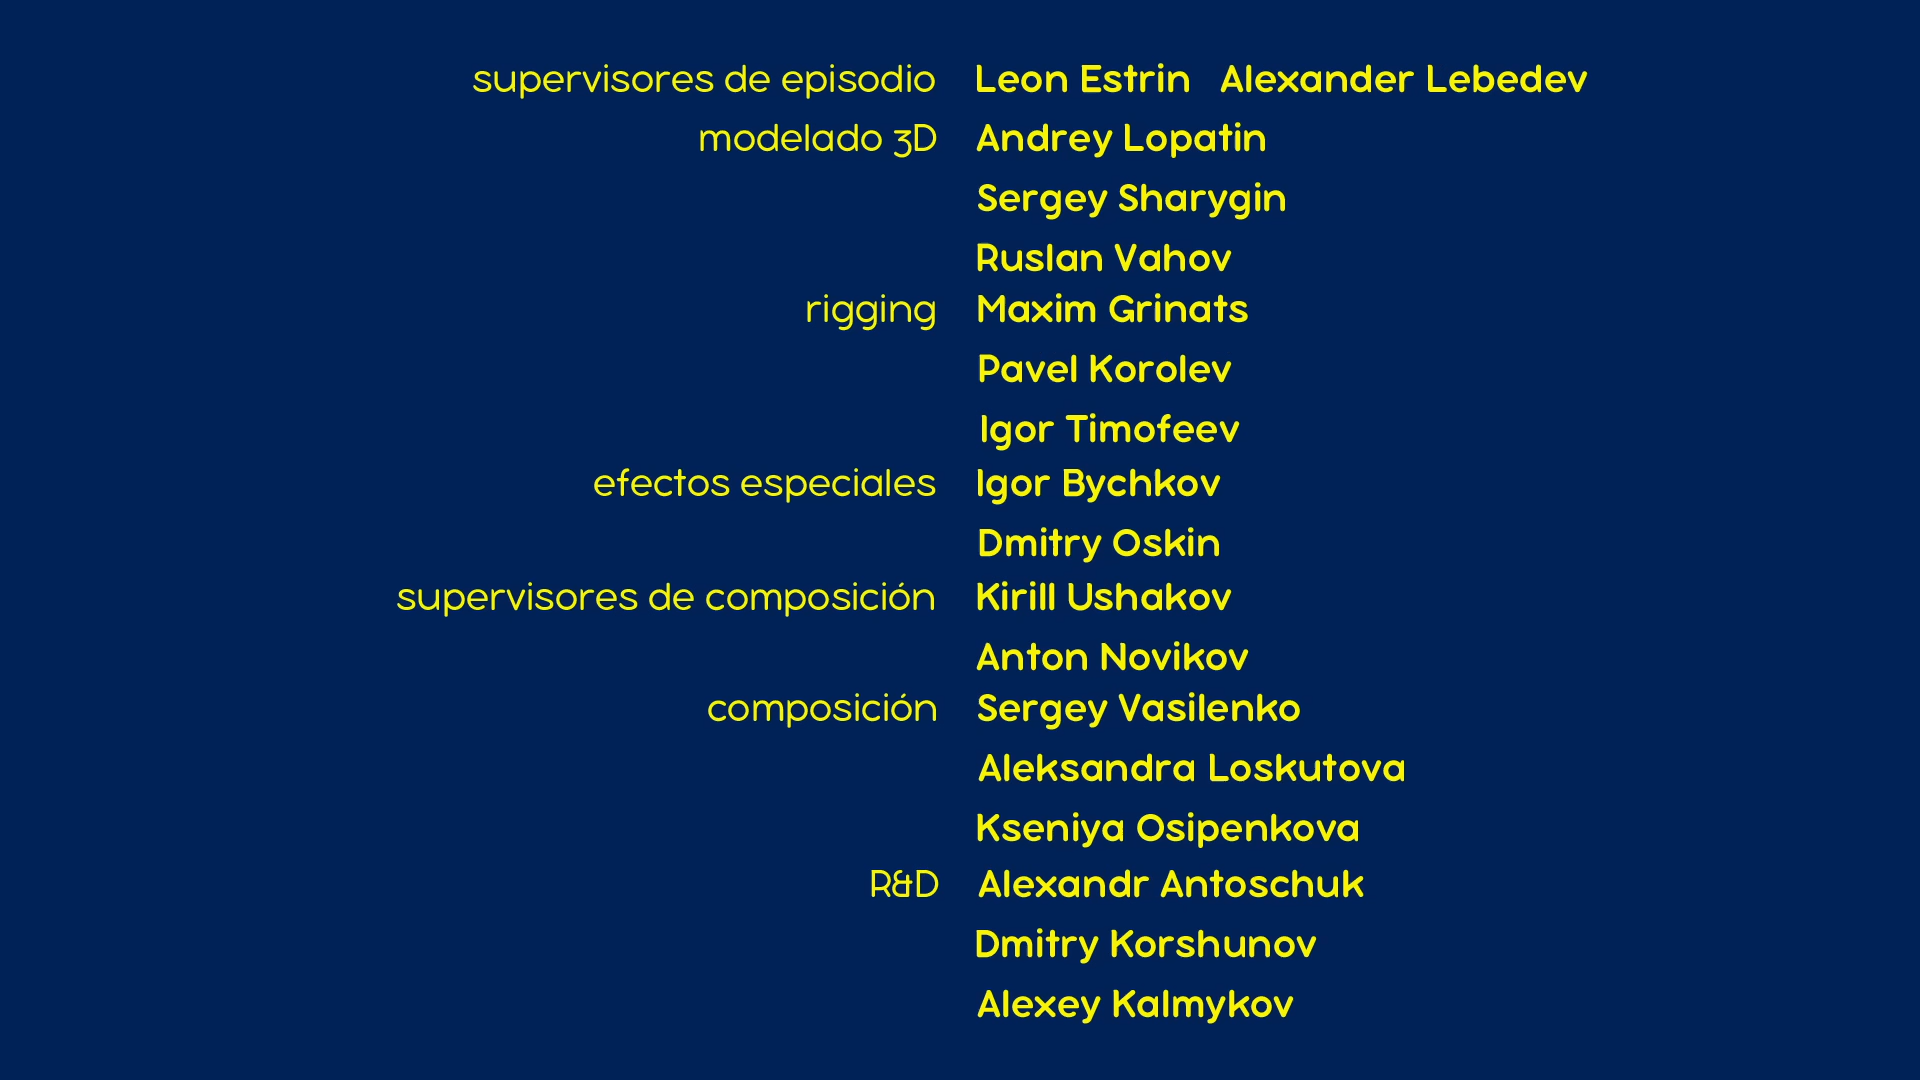 supervisores de episodio Leon Estrin Alexander Lebedev
modelado 3D Andrey Lopatin
Sergey Sharygin
Ruslan Vahov
rigging Maxim Grinats
Pavel Korolev
Igor Timofeev
efectos especiales Igor Bychkov
Dmitry Oskin
supervisores de composición Kirill Ushakov
Anton Novikov
composición Sergey Vasilenko
Aleksandra Loskutova
Kseniya Osipenkova
R&D Alexandr Antoschuk
Dmitry Korshunov
Alexey Kalmykov